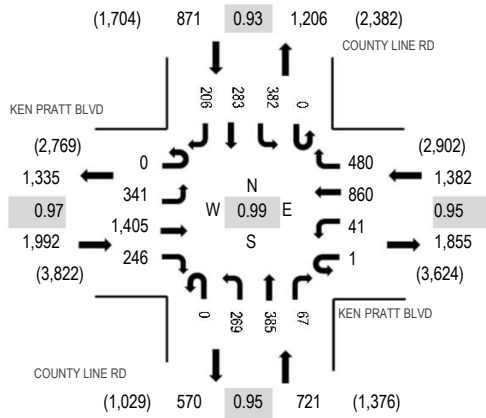 (1,704) 871 0.93 1,206 (2,382)
COUNTY LINE RD
KEN PRATT BLVD
206 283 382 0
(2,769)
1,335
0.97
1,992
(3,822)
0
341
1,405
246
N
W 0.99 E
S
480
860
41
1
(2,902)
1,382
0.95
1,855
(3,624)
0 269 385 67
KEN PRATT BLVD
COUNTY LINE RD
(1,029) 570 0.95 721 (1,376)